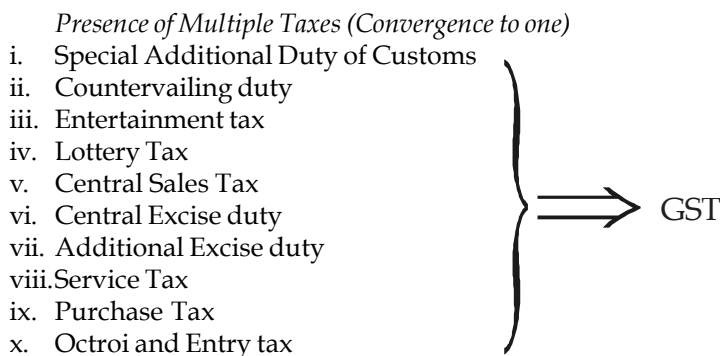 Presence of Multiple Taxes (Convergence to one)
i. Special Additional Duty of Customs
ii. Countervailing duty
iii. Entertainment tax
iv. Lottery Tax
v. Central Sales Tax
vi. Central Excise duty
vii. Additional Excise duty
viii.Service Tax
ix. Purchase Tax
x. Octroi and Entry tax
GST